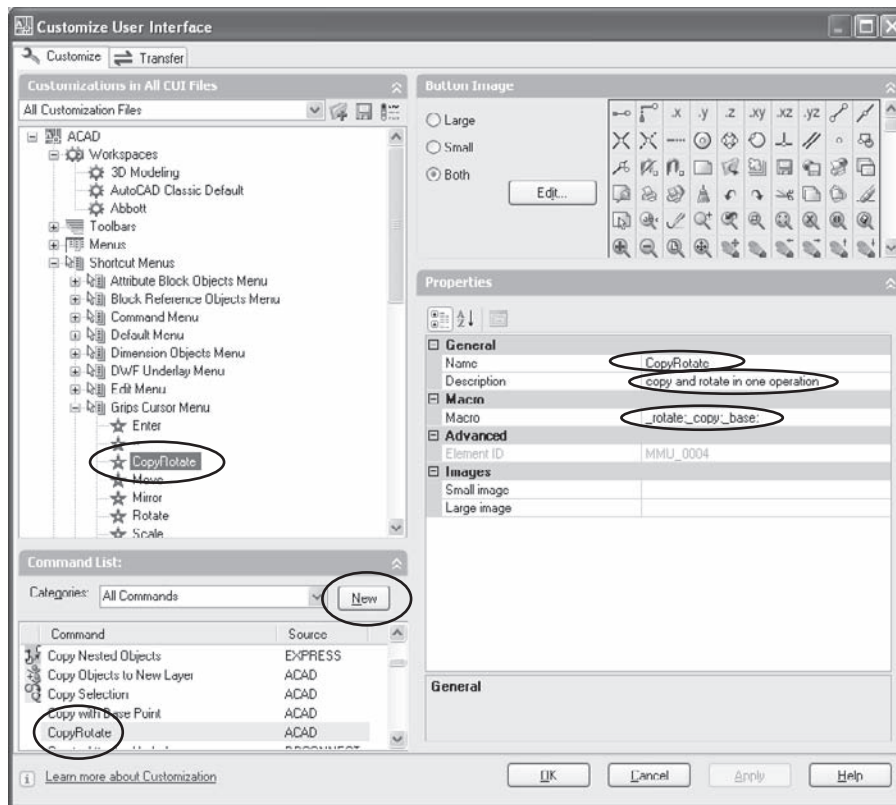 Customize User Interface
Customize
Transfer
Customizations in All CUI Files
All Customization Files
ACAD
Workspaces
3D Modeling
AutoCAD Classic Default
Abbott
Toolbars
Menus
Shortcut Menus
Attribute Block Objects Menu
Block Reference Objects Menu
Command Menu
Default Menu
Dimension Objects Menu
DWF Underlay Menu
Edit Menu
Grips Cursor Menu
Enter
CopyRotate
Move
Mirror
Rotate
Scale
Command List:
Categories: All Commands New
Command Source
Copy Nested Objects EXPRESS
Copy Objects to New Layer ACAD
Copy Selection ACAD
Copy with Base Point ACAD
CopyRotate ACAD
Button Image
Large
Small
Both
Edit...
.X .y .Z .xy .xz .yz
Properties
General
Name CopyRotate
Description copy and rotate in one operation
Macro
Macro _rotate;_copy;_base;
Advanced
Element ID MMU_0004
Images
Small image
Large image
General
Learn more about Customization
OK Cancel Apply Help